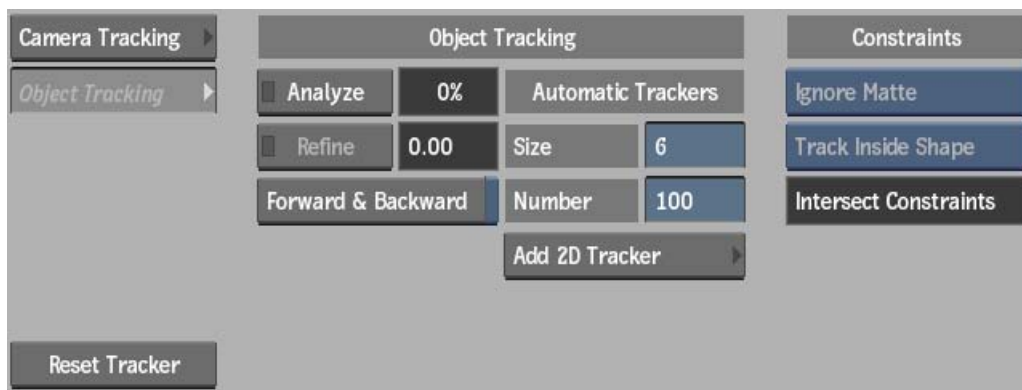 Camera Tracking
Object Tracking
Object Tracking
Analyze
0%
Refine
0.00
Forward & Backward
Automatic Trackers
Size
6
Number
100
Add 2D Tracker
Constraints
Ignore Matte
Track Inside Shape
Intersect Constraints
Reset Tracker